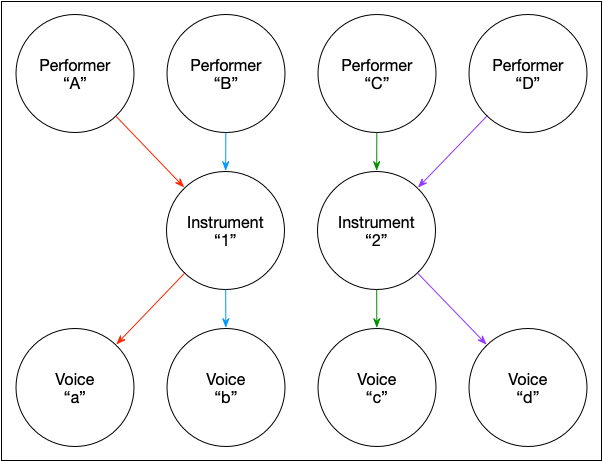 Performer
“A”
Performer
“B”
Performer
“C”
Performer
“D”
Instrument
“1”
Instrument
“2”
Voice
“a”
Voice
“b”
Voice
“c”
Voice
“d”